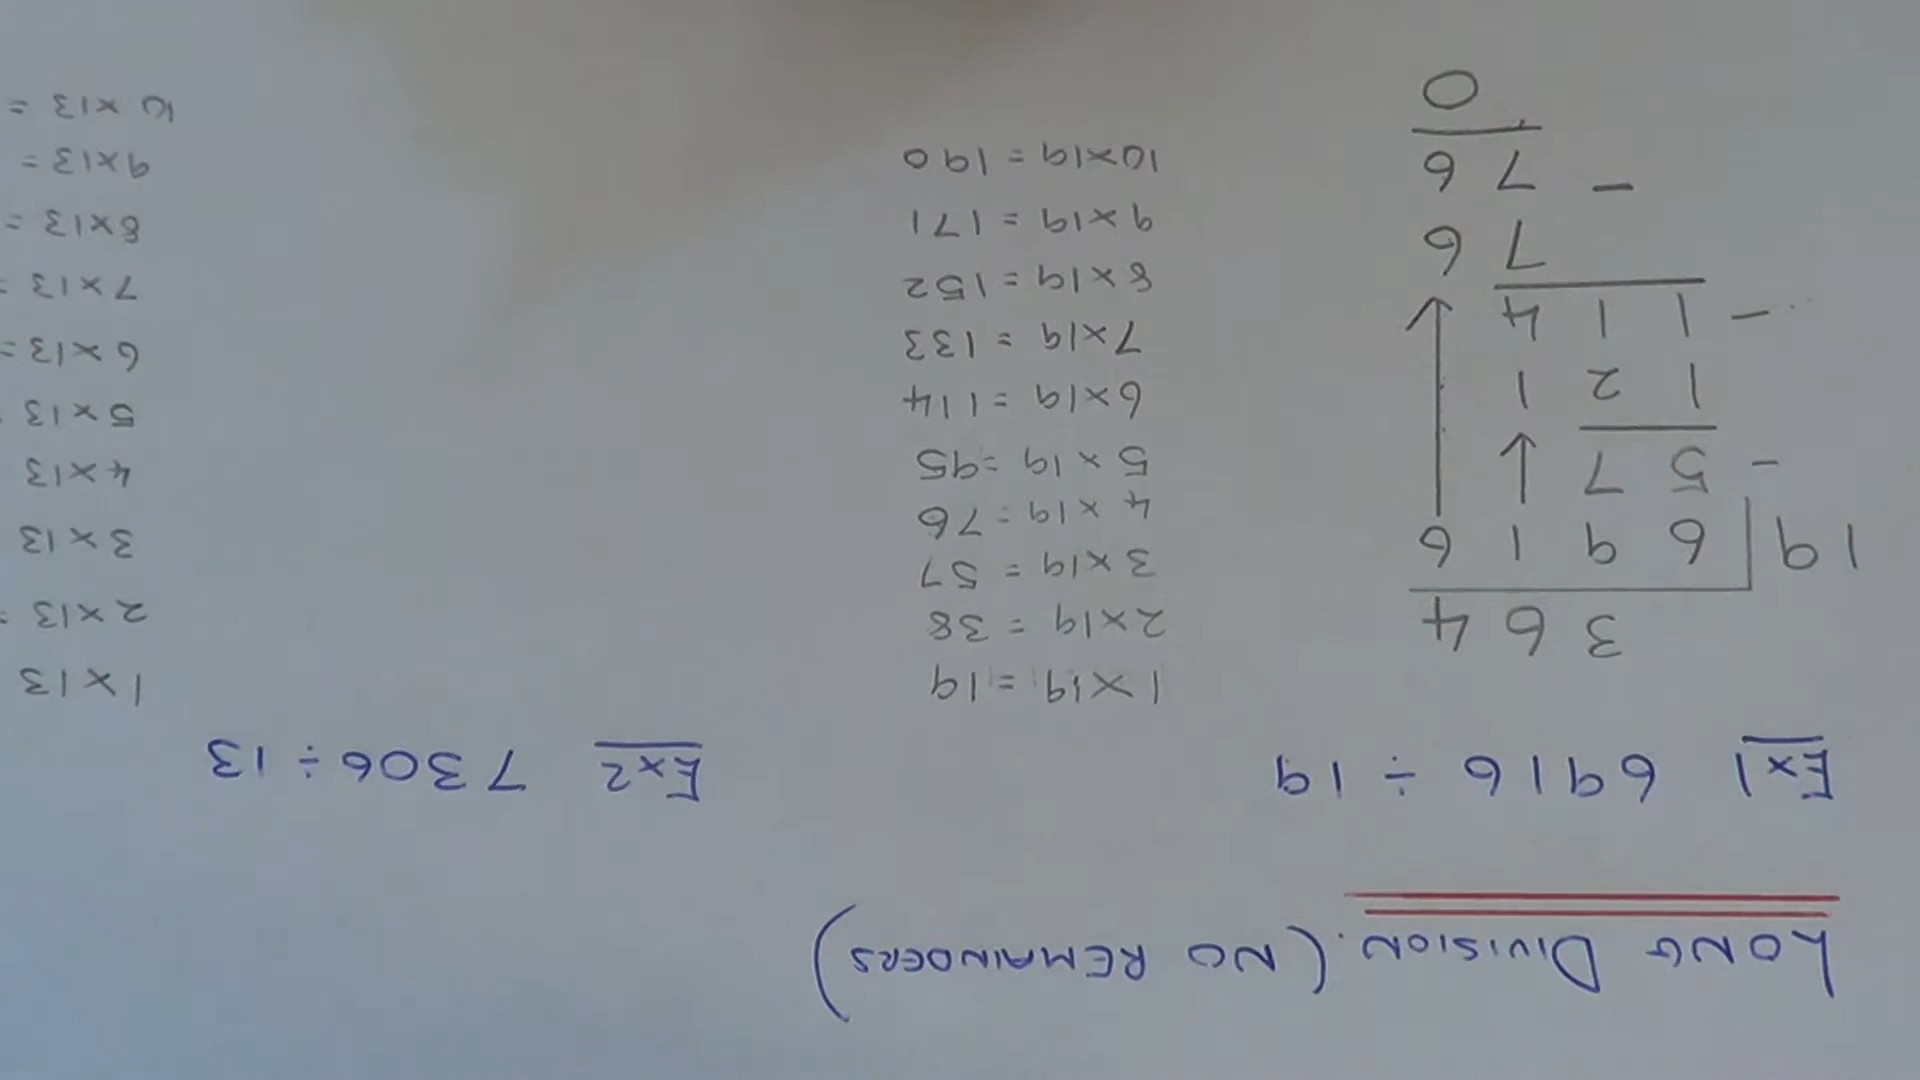 LONG DIVISION. (NO REMAINDERS)
Ex1 6916 ÷ 19
Ex2 7306 ÷ 13
364
19 6916
- 57
121
- 114
76
- 76
0
1 x 19 = 19
2 x 19 = 38
3 x 19 = 57
4 x 19 = 76
5 x 19 = 95
6 x 19 = 114
7 x 19 = 133
8 x 19 = 152
9 x 19 = 171
10 x 19 = 190
1 x 13
2 x 13 =
3 x 13
4 x 13
5 x 13
6 x 13 =
7 x 13 =
8 x 13 =
9 x 13 =
10 x 13 =